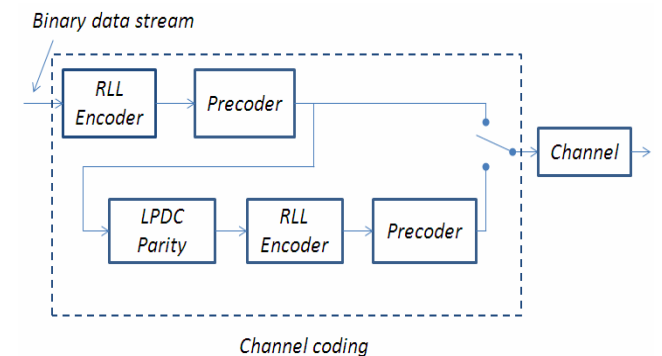 Binary data stream
RLL
Encoder
Precoder
Channel
LPDC
Parity
RLL
Encoder
Precoder
Channel coding